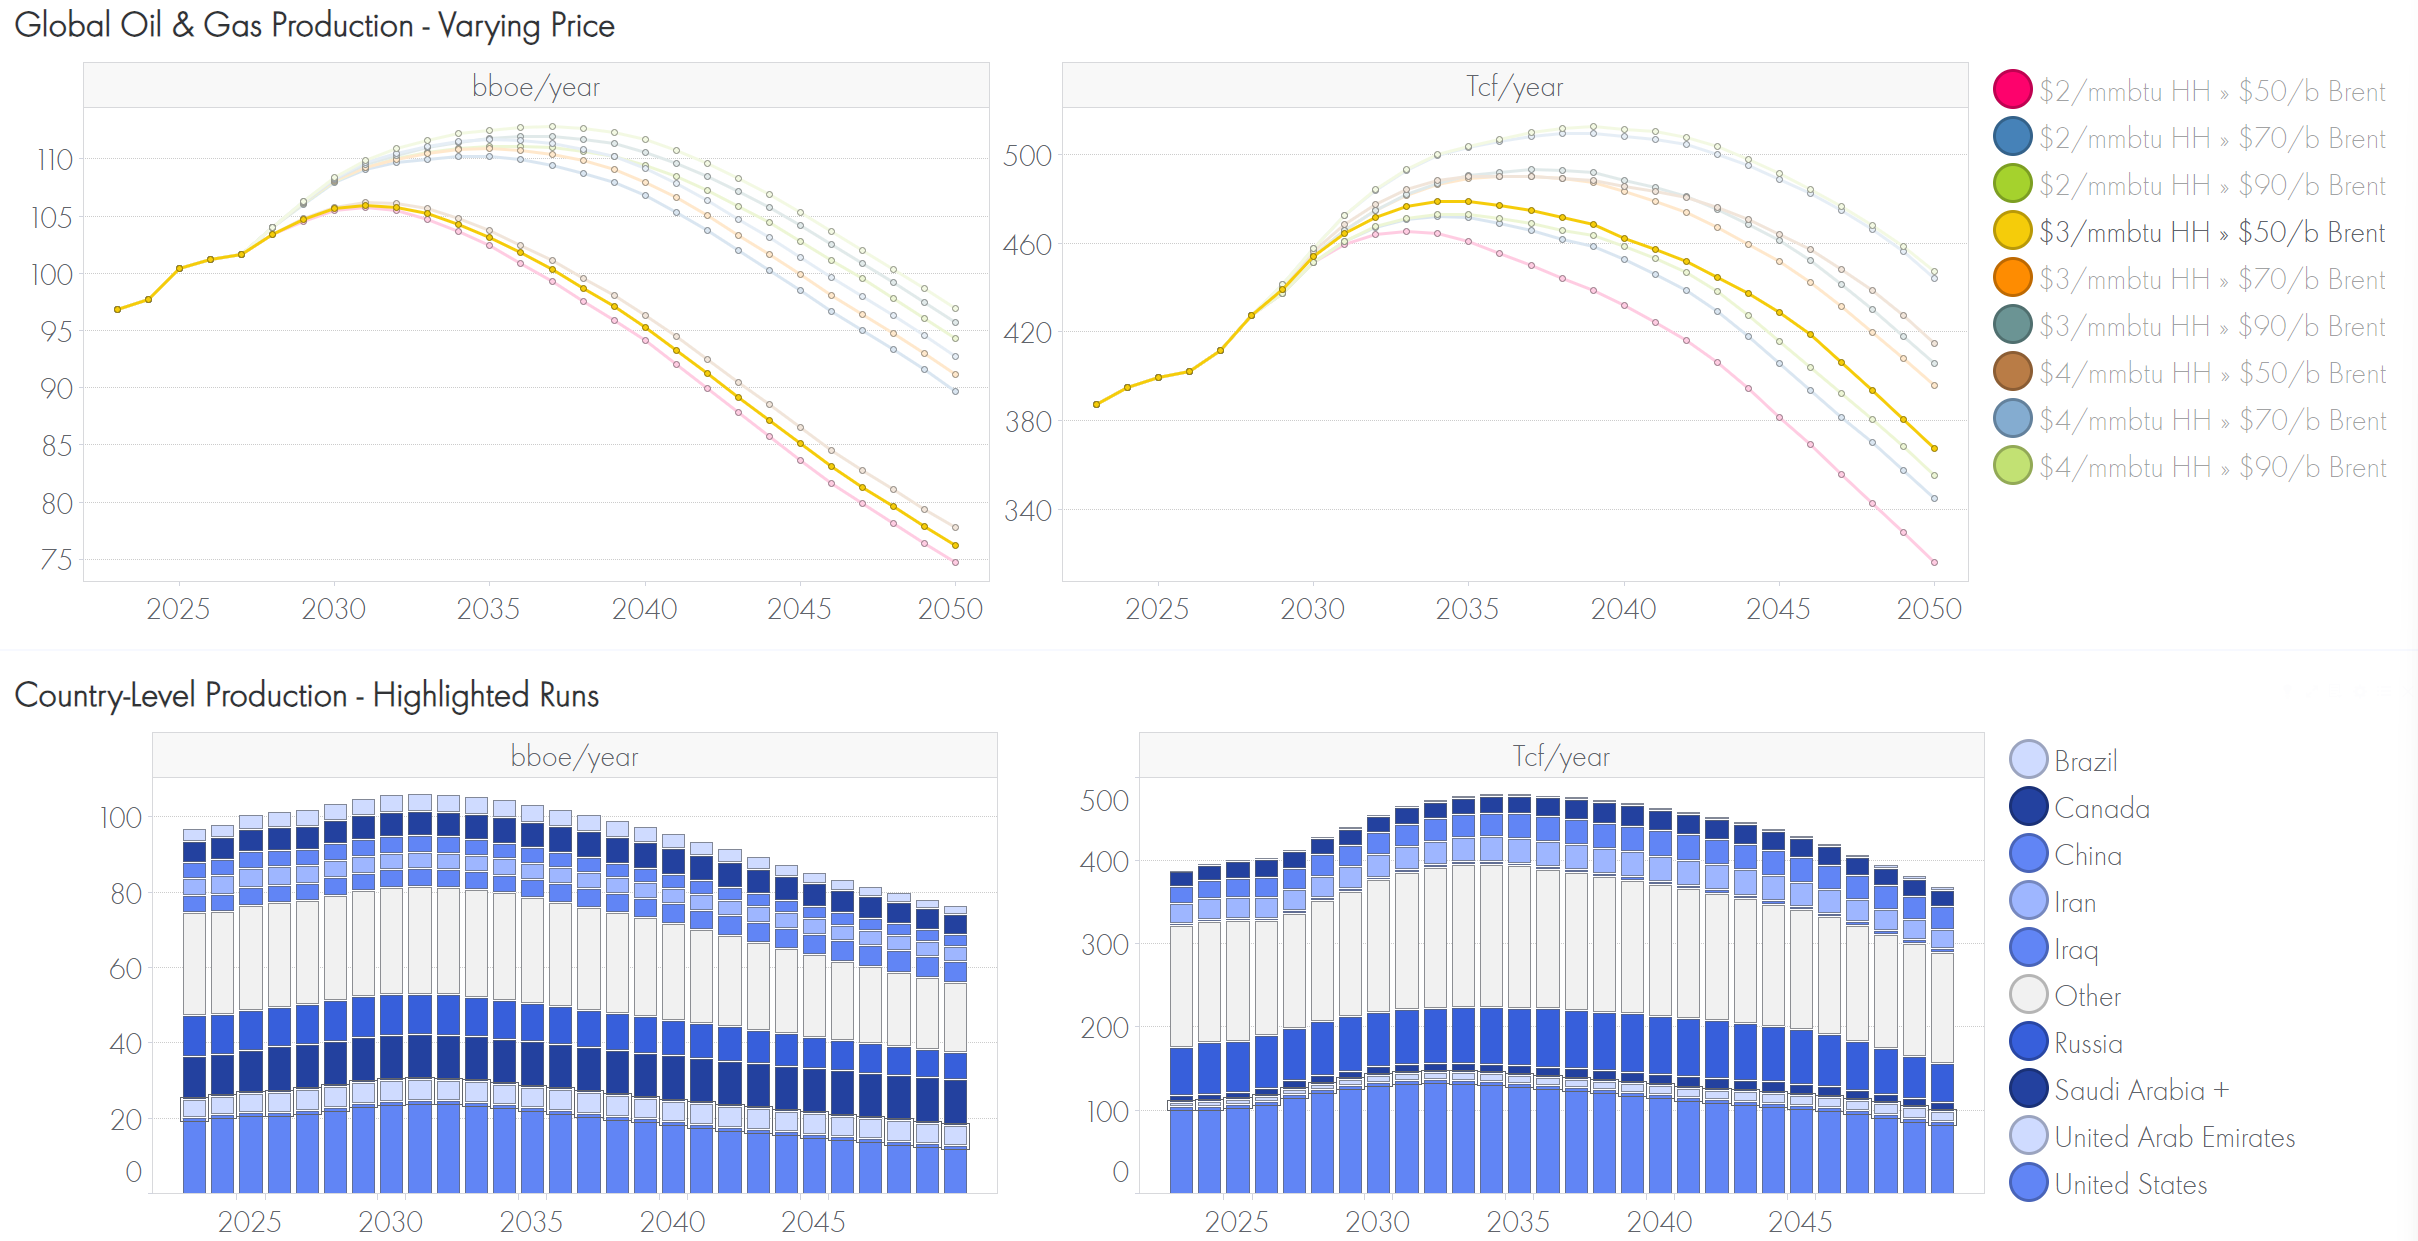 Global Oil & Gas Production - Varying Price
bboe/year
110
105
100
95
90
85
80
75
2025 2030 2035 2040 2045 2050
Tcf/year
500
460
420
380
340
2025 2030 2035 2040 2045 2050
$2/mmbtu HH » $50/b Brent
$2/mmbtu HH » $70/b Brent
$2/mmbtu HH » $90/b Brent
$3/mmbtu HH » $50/b Brent
$3/mmbtu HH » $70/b Brent
$3/mmbtu HH » $90/b Brent
$4/mmbtu HH » $50/b Brent
$4/mmbtu HH » $70/b Brent
$4/mmbtu HH » $90/b Brent
Country-Level Production - Highlighted Runs
bboe/year
100
80
60
40
20
0
2025 2030 2035 2040 2045
Tcf/year
500
400
300
200
100
0
2025 2030 2035 2040 2045
Brazil
Canada
China
Iran
Iraq
Other
Russia
Saudi Arabia +
United Arab Emirates
United States